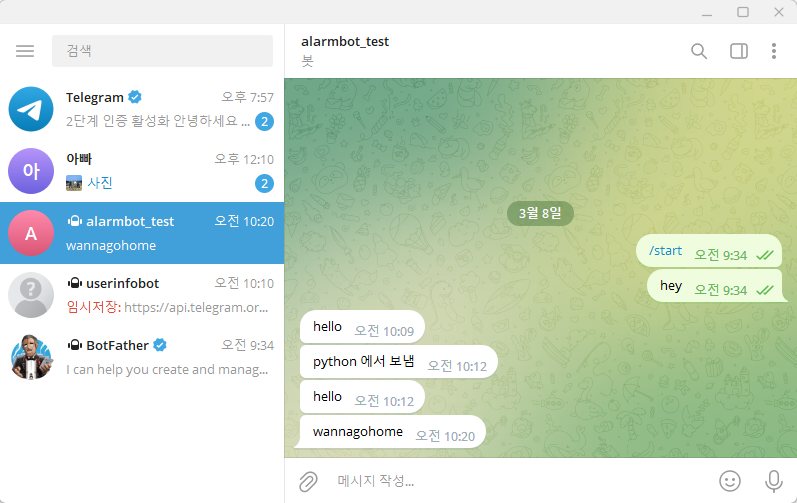 검색
Telegram 오후 7:57
2단계 인증 활성화 안녕하세요 ... 2
아빠 오후 12:10
사진 2
A alarmbot_test 오전 10:20
wannagohome
userinfobot 오전 10:10
임시저장: https://api.telegram.or...
BotFather 오전 9:34
I can help you create and manag...
아
alarmbot_test
봇
3월 8일
/start 오전 9:34
hey 오전 9:34
hello 오전 10:09
python 에서 보냄 오전 10:12
hello 오전 10:12
wannagohome 오전 10:20
메시지 작성...